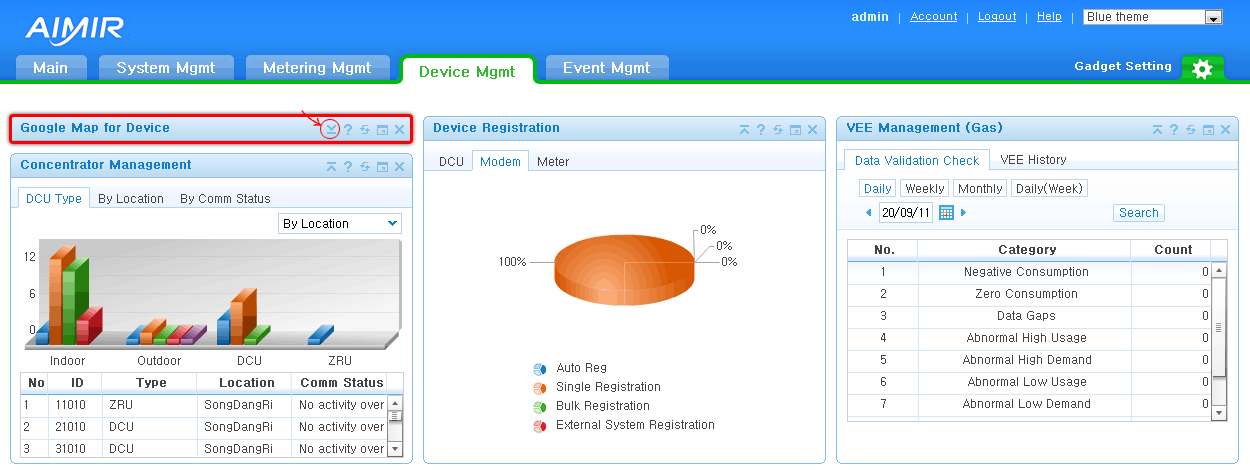 AIMIR
admin | Account | Logout | Help | Blue theme
Main
System Mgmt
Metering Mgmt
Device Mgmt
Event Mgmt
Gadget Setting
Google Map for Device
?
Concentrator Management
?
DCU Type
By Location
By Comm Status
By Location
12
6
0
Indoor
Outdoor
DCU
ZRU
No ID Type Location Comm Status
1 11010 ZRU SongDangRi No activity over
2 21010 DCU SongDangRi No activity over
3 31010 DCU SongDangRi No activity over
Device Registration
?
DCU
Modem
Meter
100%
0%
0%
0%
Auto Reg
Single Registration
Bulk Registration
External System Registration
VEE Management (Gas)
?
Data Validation Check
VEE History
Daily
Weekly
Monthly
Daily(Week)
20/09/11
Search
No. Category Count
1 Negative Consumption 0
2 Zero Consumption 0
3 Data Gaps 0
4 Abnormal High Usage 0
5 Abnormal High Demand 0
6 Abnormal Low Usage 0
7 Abnormal Low Demand 0